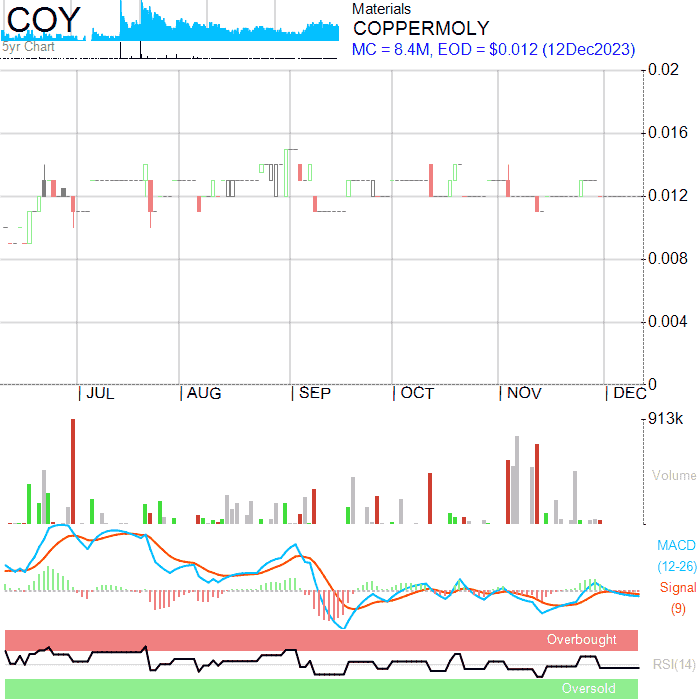 COY
5yr Chart
Materials
COPPERMOLY
MC = 8.4M, EOD = $0.012 (12Dec2023)
0.02
0.016
0.012
0.008
0.004
0
JUL AUG SEP OCT NOV DEC
913k
Volume
MACD
(12-26)
Signal
(9)
Overbought
RSI(14)
Oversold